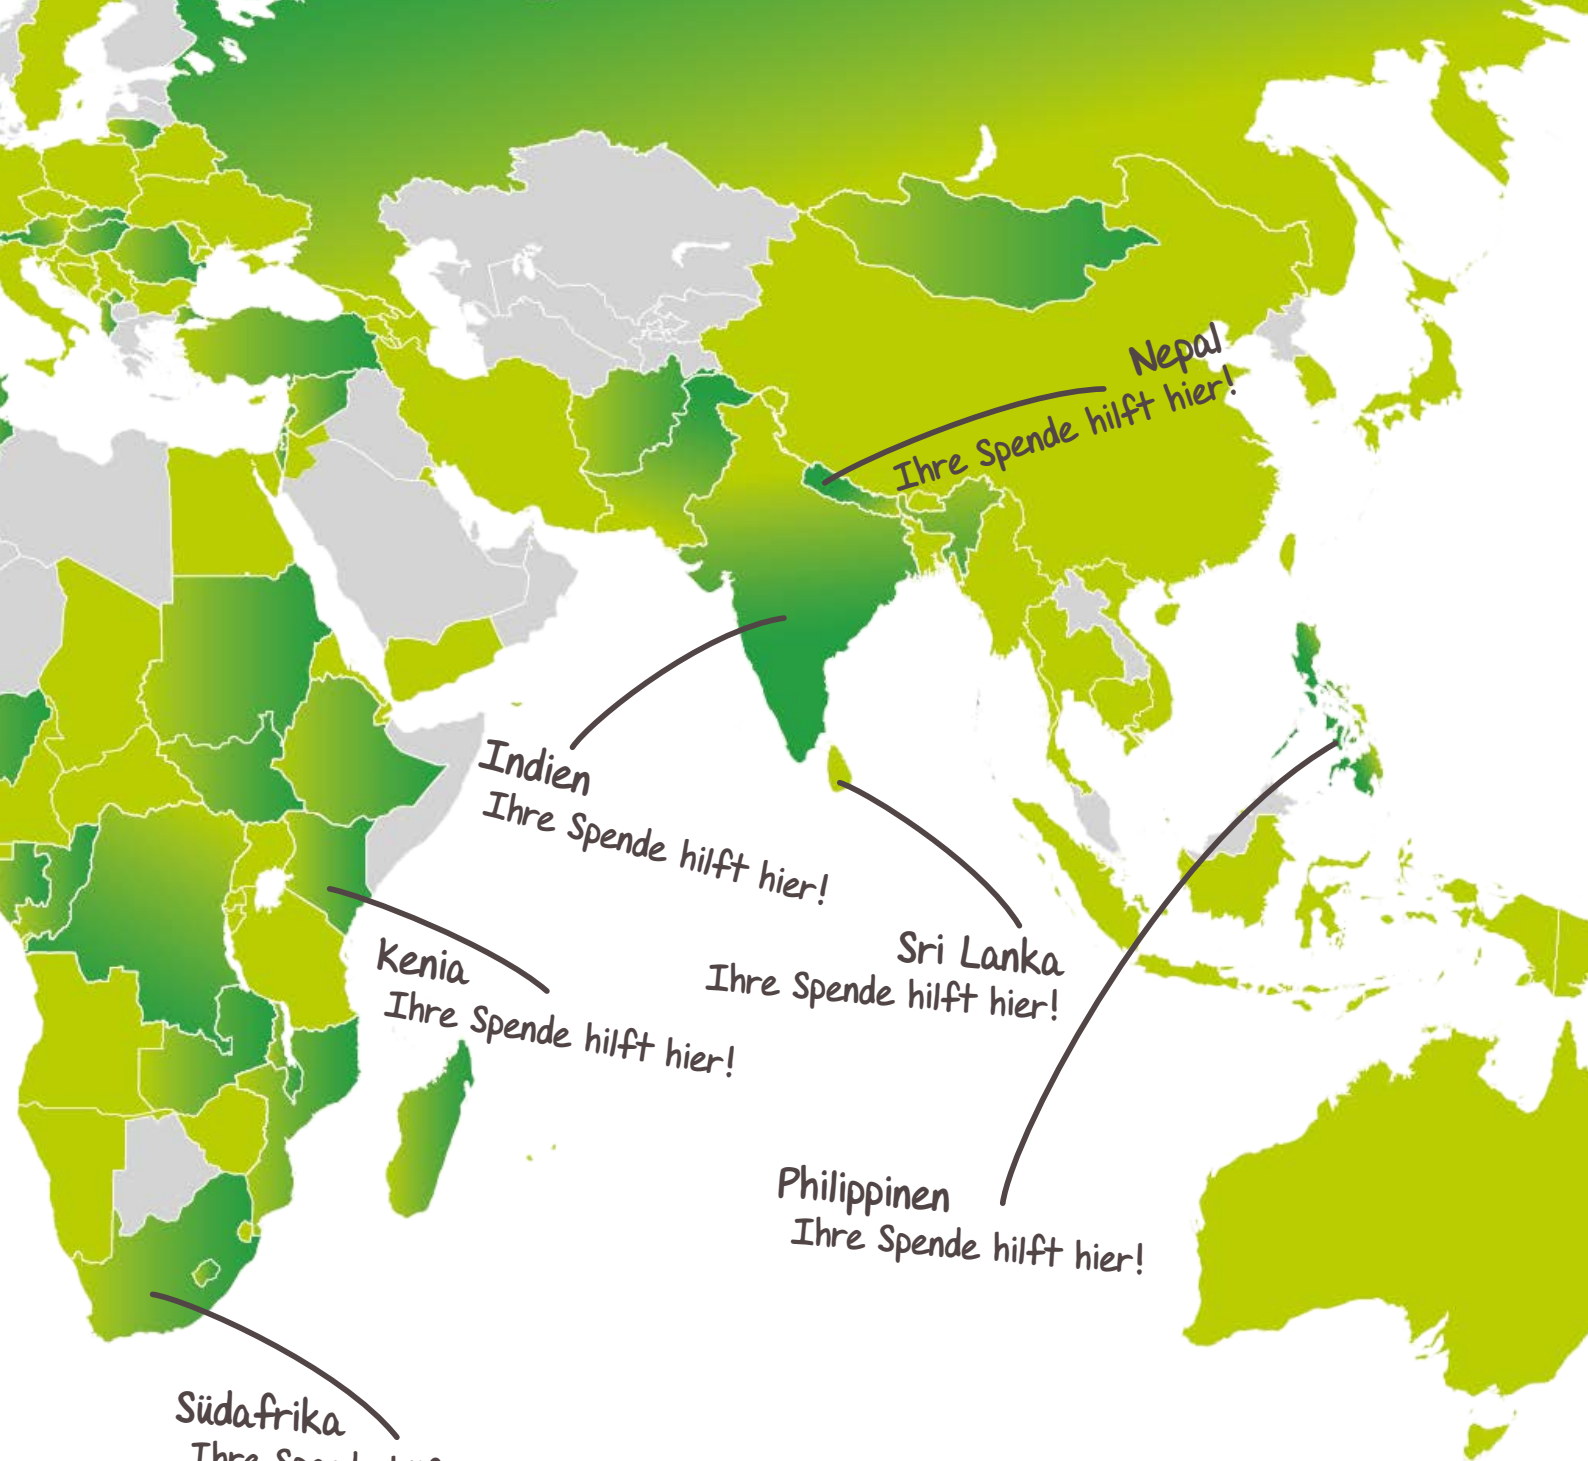 Nepal
Ihre Spende hilft hier!
Indien
Ihre Spende hilft hier!
Sri Lanka
Ihre Spende hilft hier!
Kenia
Ihre Spende hilft hier!
Philippinen
Ihre Spende hilft hier!
Südafrika
Ihre